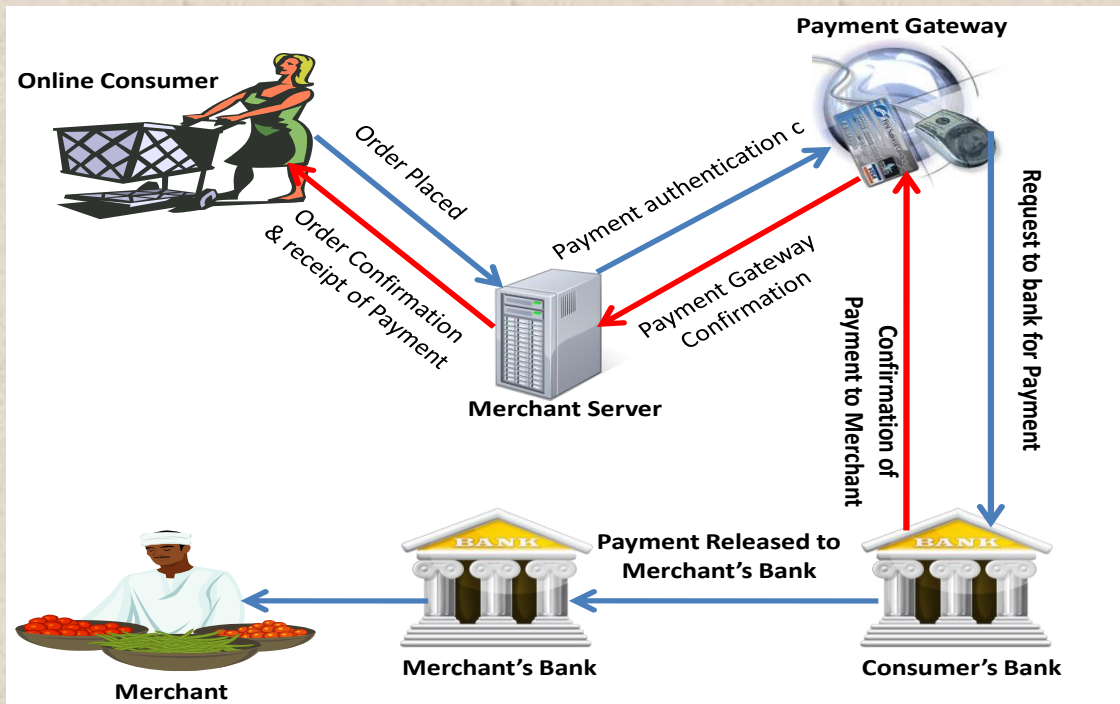 Payment Gateway
Online Consumer
Order Placed
Order Confirmation
& receipt of Payment
Payment authentication c
Payment Gateway
Confirmation
Request to bank for Payment
Confirmation of
Payment to Merchant
Merchant Server
BANK
Payment Released to
Merchant's Bank
BANK
Merchant
Merchant's Bank
Consumer's Bank